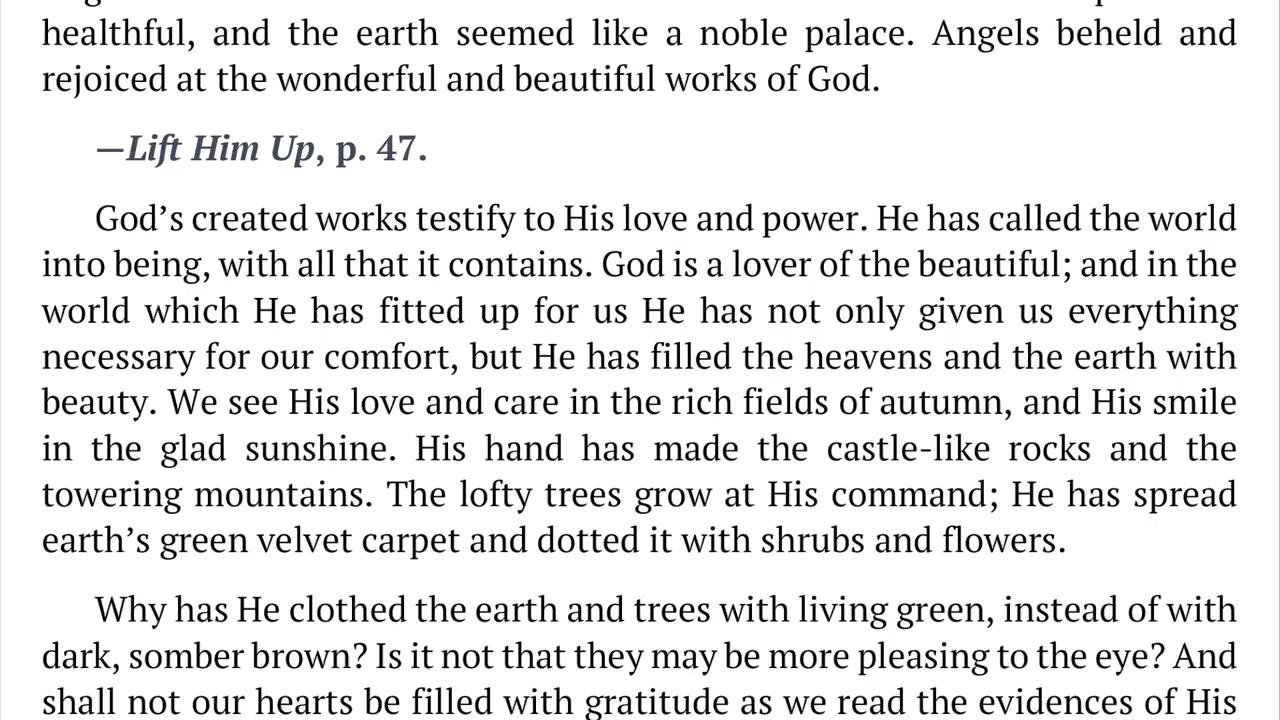 healthful, and the earth seemed like a noble palace. Angels beheld and
rejoiced at the wonderful and beautiful works of God.
—Lift Him Up, p. 47.
God’s created works testify to His love and power. He has called the world
into being, with all that it contains. God is a lover of the beautiful; and in the
world which He has fitted up for us He has not only given us everything
necessary for our comfort, but He has filled the heavens and the earth with
beauty. We see His love and care in the rich fields of autumn, and His smile
in the glad sunshine. His hand has made the castle-like rocks and the
towering mountains. The lofty trees grow at His command; He has spread
earth’s green velvet carpet and dotted it with shrubs and flowers.
Why has He clothed the earth and trees with living green, instead of with
dark, somber brown? Is it not that they may be more pleasing to the eye? And
shall not our hearts be filled with gratitude as we read the evidences of His